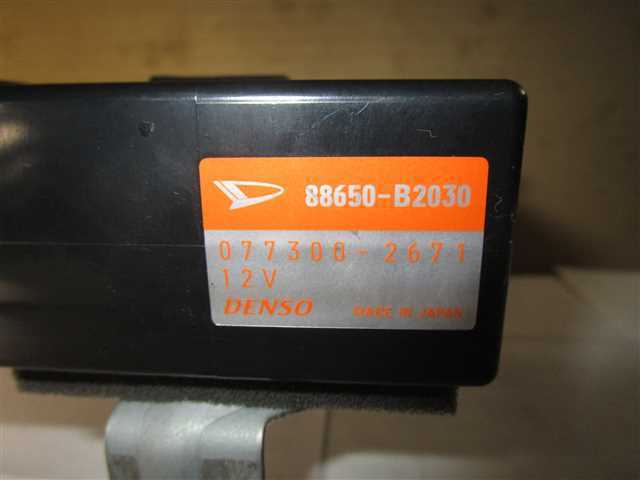 88650-B2030
077300-2671
12V
DENSO MADE IN JAPAN